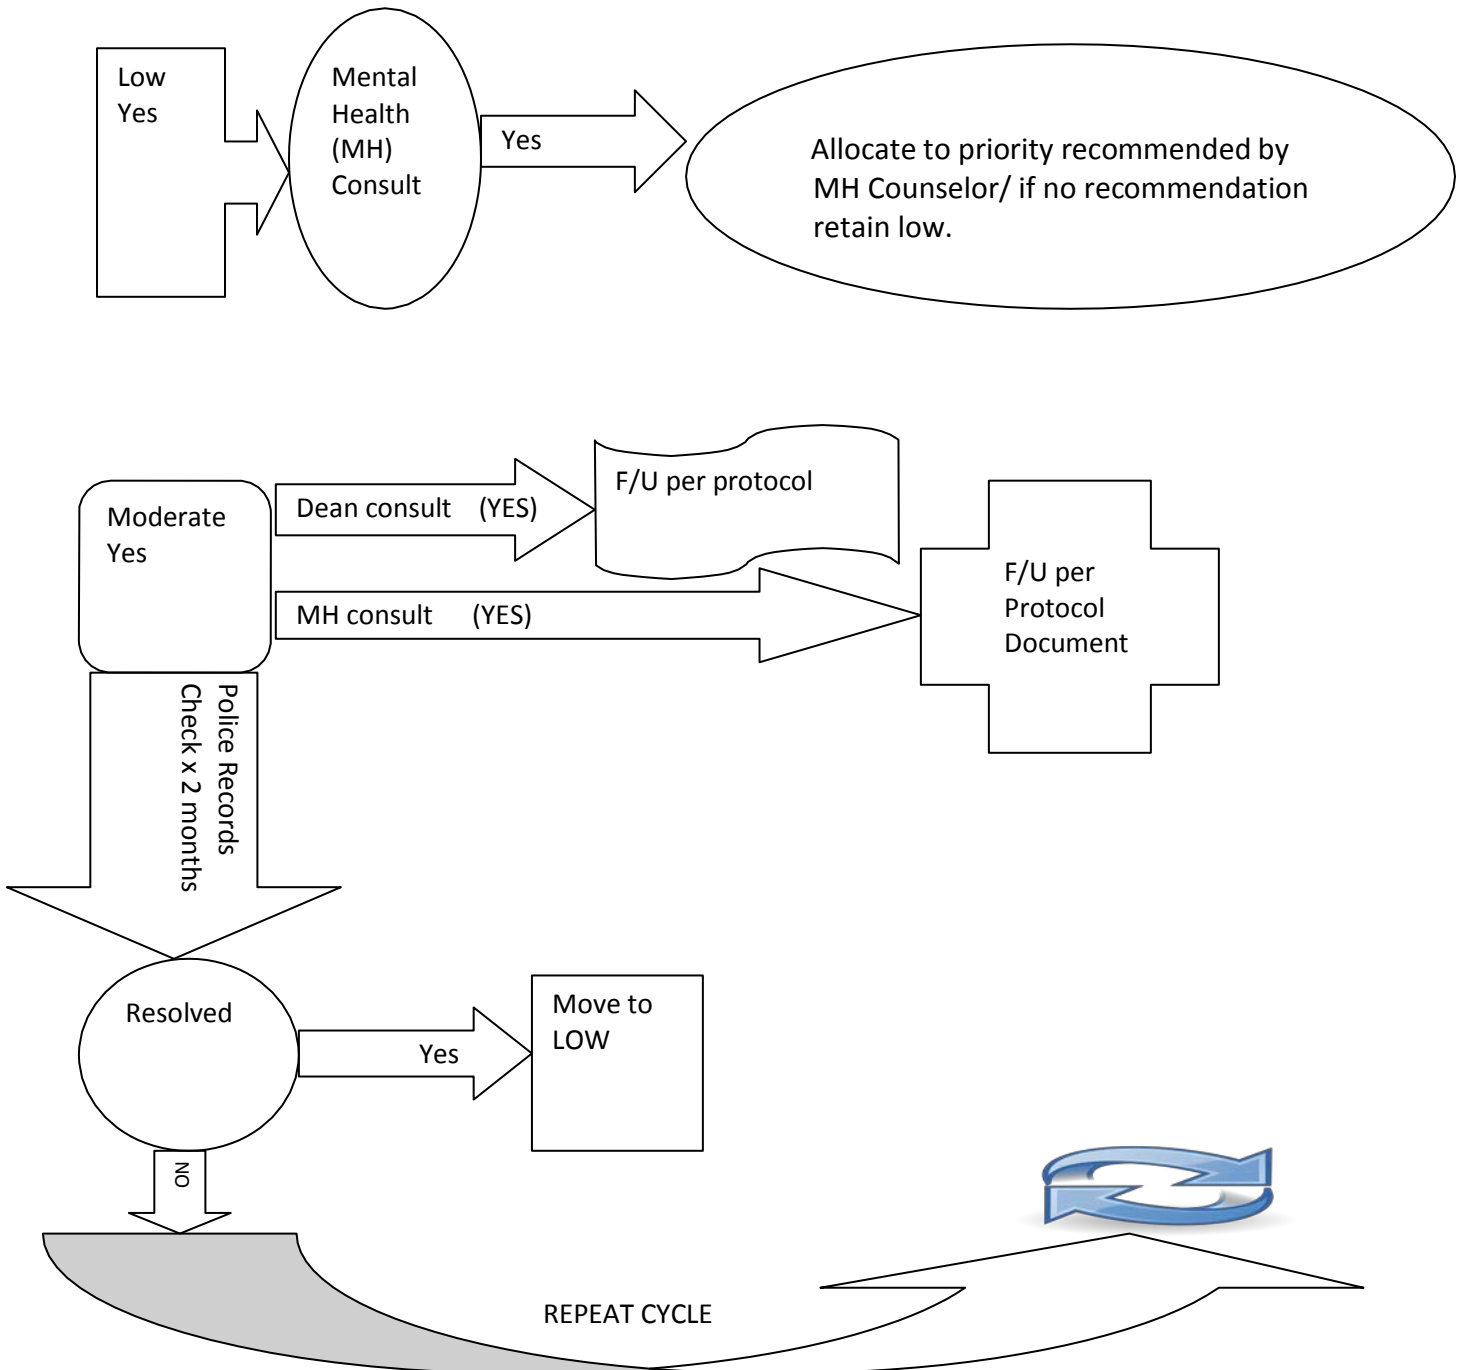 Low
Yes
Mental
Health
(MH)
Consult
Yes
Allocate to priority recommended by
MH Counselor/ if no recommendation
retain low.
Moderate
Yes
Dean consult (YES)
F/U per protocol
MH consult (YES)
F/U per
Protocol
Document
Police Records
Check x 2 months
Resolved
Yes
Move to
LOW
NO
REPEAT CYCLE